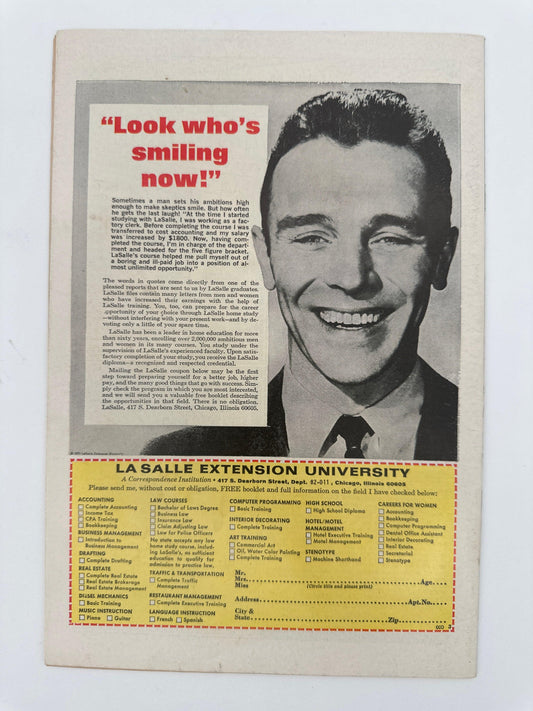 "Look who's
smiling
now!"
Sometimes a man sets his ambitions high
enough to make skeptics smile. But how often
he gets the last laugh! "At the time I started
studying with LaSalle, I was working as a fac-
tory clerk. Before completing the course I was
transferred to cost accounting and my salary
was increased by $1800. Now, having com-
pleted the course, I'm in charge of the depart-
ment and headed for the five figure bracket.
LaSalle's course helped me pull myself out of
a boring and ill-paid job into a position of al-
most unlimited opportunity."
The words in quotes come directly from one of the
pleased reports that are sent to us by LaSalle graduates.
LaSalle files contain many letters from men and women
who have increased their earnings with the help of
LaSalle training. You, too, can prepare for the career
opportunity of your choice through LaSalle home study
—without interfering with your present work—and by de-
voting only a little of your spare time.
LaSalle has been a leader in home education for more
than sixty years, enrolling over 2,000,000 ambitious men
and women in its many courses. You study under the
supervision of LaSalle's experienced faculty. Upon satis-
factory completion of your study, you receive the LaSalle
diploma—a recognized and respected credential.
Mailing the LaSalle coupon below may be the first
step toward preparing yourself for a better job, higher
pay, and the many good things that go with success. Sim-
ply check the program in which you are most interested,
and we will send you a valuable free booklet describing
the opportunities in that field. There is no obligation.
LaSalle, 417 S. Dearborn Street, Chicago, Illinois 60605.
LA SALLE EXTENSION UNIVERSITY
A Correspondence Institution • 417 S. Dearborn Street, Dept. 82-011, Chicago, Illinois 60605
Please send me, without cost or obligation, FREE booklet and full information on the field I have checked below:
ACCOUNTING
Complete Accounting
Income Tax
CPA Training
Bookkeeping
BUSINESS MANAGEMENT
Introduction to
Business Management
DRAFTING
Complete Drafting
REAL ESTATE
Complete Real Estate
Real Estate Brokerage
Real Estate Management
DIESEL MECHANICS
Basic Training
MUSIC INSTRUCTION
Piano Guitar
LAW COURSES
Bachelor of Laws Degree
Business Law
Insurance Law
Claim Adjusting Law
Law for Police Officers
No state accepts any law
home study course, includ-
ing LaSalle's, as sufficient
education to qualify for
admission to practice law.
TRAFFIC & TRANSPORTATION
Complete Traffic
Management
RESTAURANT MANAGEMENT
Complete Executive Training
LANGUAGE INSTRUCTION
French Spanish
COMPUTER PROGRAMMING
Basic Training
INTERIOR DECORATING
Complete Training
ART TRAINING
Commercial Art
Oil, Water Color Painting
Complete Training
HIGH SCHOOL
High School Diploma
HOTEL/MOTEL
MANAGEMENT
Hotel Executive Training
Motel Management
STENOTYPE
Machine Shorthand
CAREERS FOR WOMEN
Accounting
Bookkeeping
Computer Programming
Dental Office Assistant
Interior Decorating
Real Estate
Secretarial
Stenotype
Mr.
Mrs. Age
Miss (Circle title and please print)
Address Apt.No.
City &
State Zip